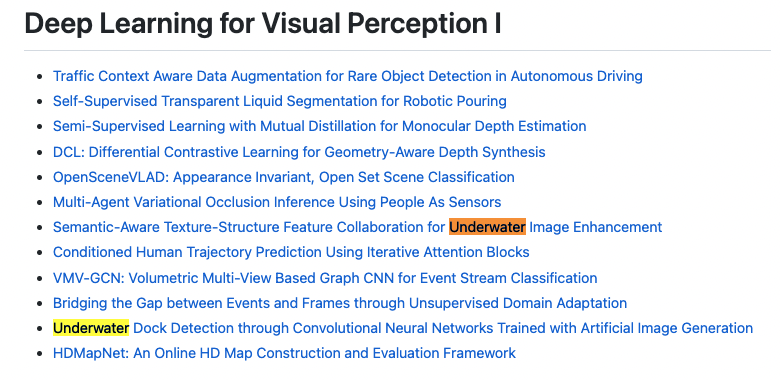 Deep Learning for Visual Perception I
Traffic Context Aware Data Augmentation for Rare Object Detection in Autonomous Driving
Self-Supervised Transparent Liquid Segmentation for Robotic Pouring
Semi-Supervised Learning with Mutual Distillation for Monocular Depth Estimation
DCL: Differential Contrastive Learning for Geometry-Aware Depth Synthesis
OpenSceneVLAD: Appearance Invariant, Open Set Scene Classification
Multi-Agent Variational Occlusion Inference Using People As Sensors
Semantic-Aware Texture-Structure Feature Collaboration for Underwater Image Enhancement
Conditioned Human Trajectory Prediction Using Iterative Attention Blocks
VMV-GCN: Volumetric Multi-View Based Graph CNN for Event Stream Classification
Bridging the Gap between Events and Frames through Unsupervised Domain Adaptation
Underwater Dock Detection through Convolutional Neural Networks Trained with Artificial Image Generation
HDMapNet: An Online HD Map Construction and Evaluation Framework